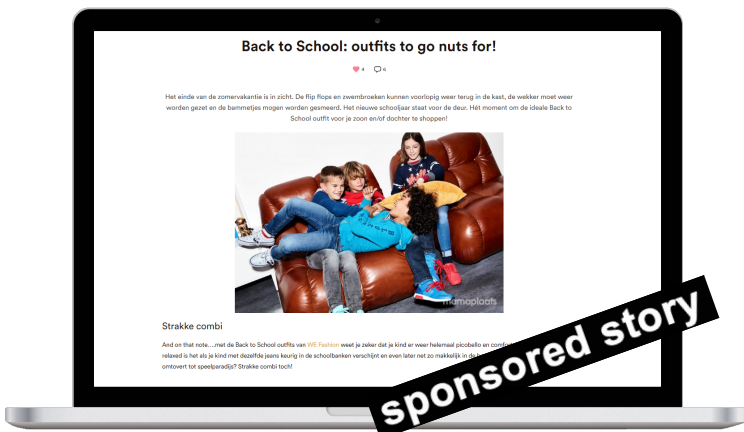 Back to School: outfits to go nuts for!
4 6
Het einde van de zomervakantie is in zicht. De flip flops en zwembroeken kunnen voorlopig weer terug in de kast, de wekker moet weer
worden gezet en de bammetjes mogen worden gesmeerd. Het nieuwe schooljaar staat voor de deur. Hét moment om de ideale Back to
School outfit voor je zoon en/of dochter te shoppen!
mamaplaats
Strakke combi
And on that note....met de Back to School outfits van WE Fashion weet je zeker dat je kind er weer helemaal picobello en
relaxed is het als je kind met dezelfde jeans keurig in de schoolbanken verschijnt en even later net zo makkelijk in de
omtovert tot speelparadijs? Strakke combi toch!
sponsored story